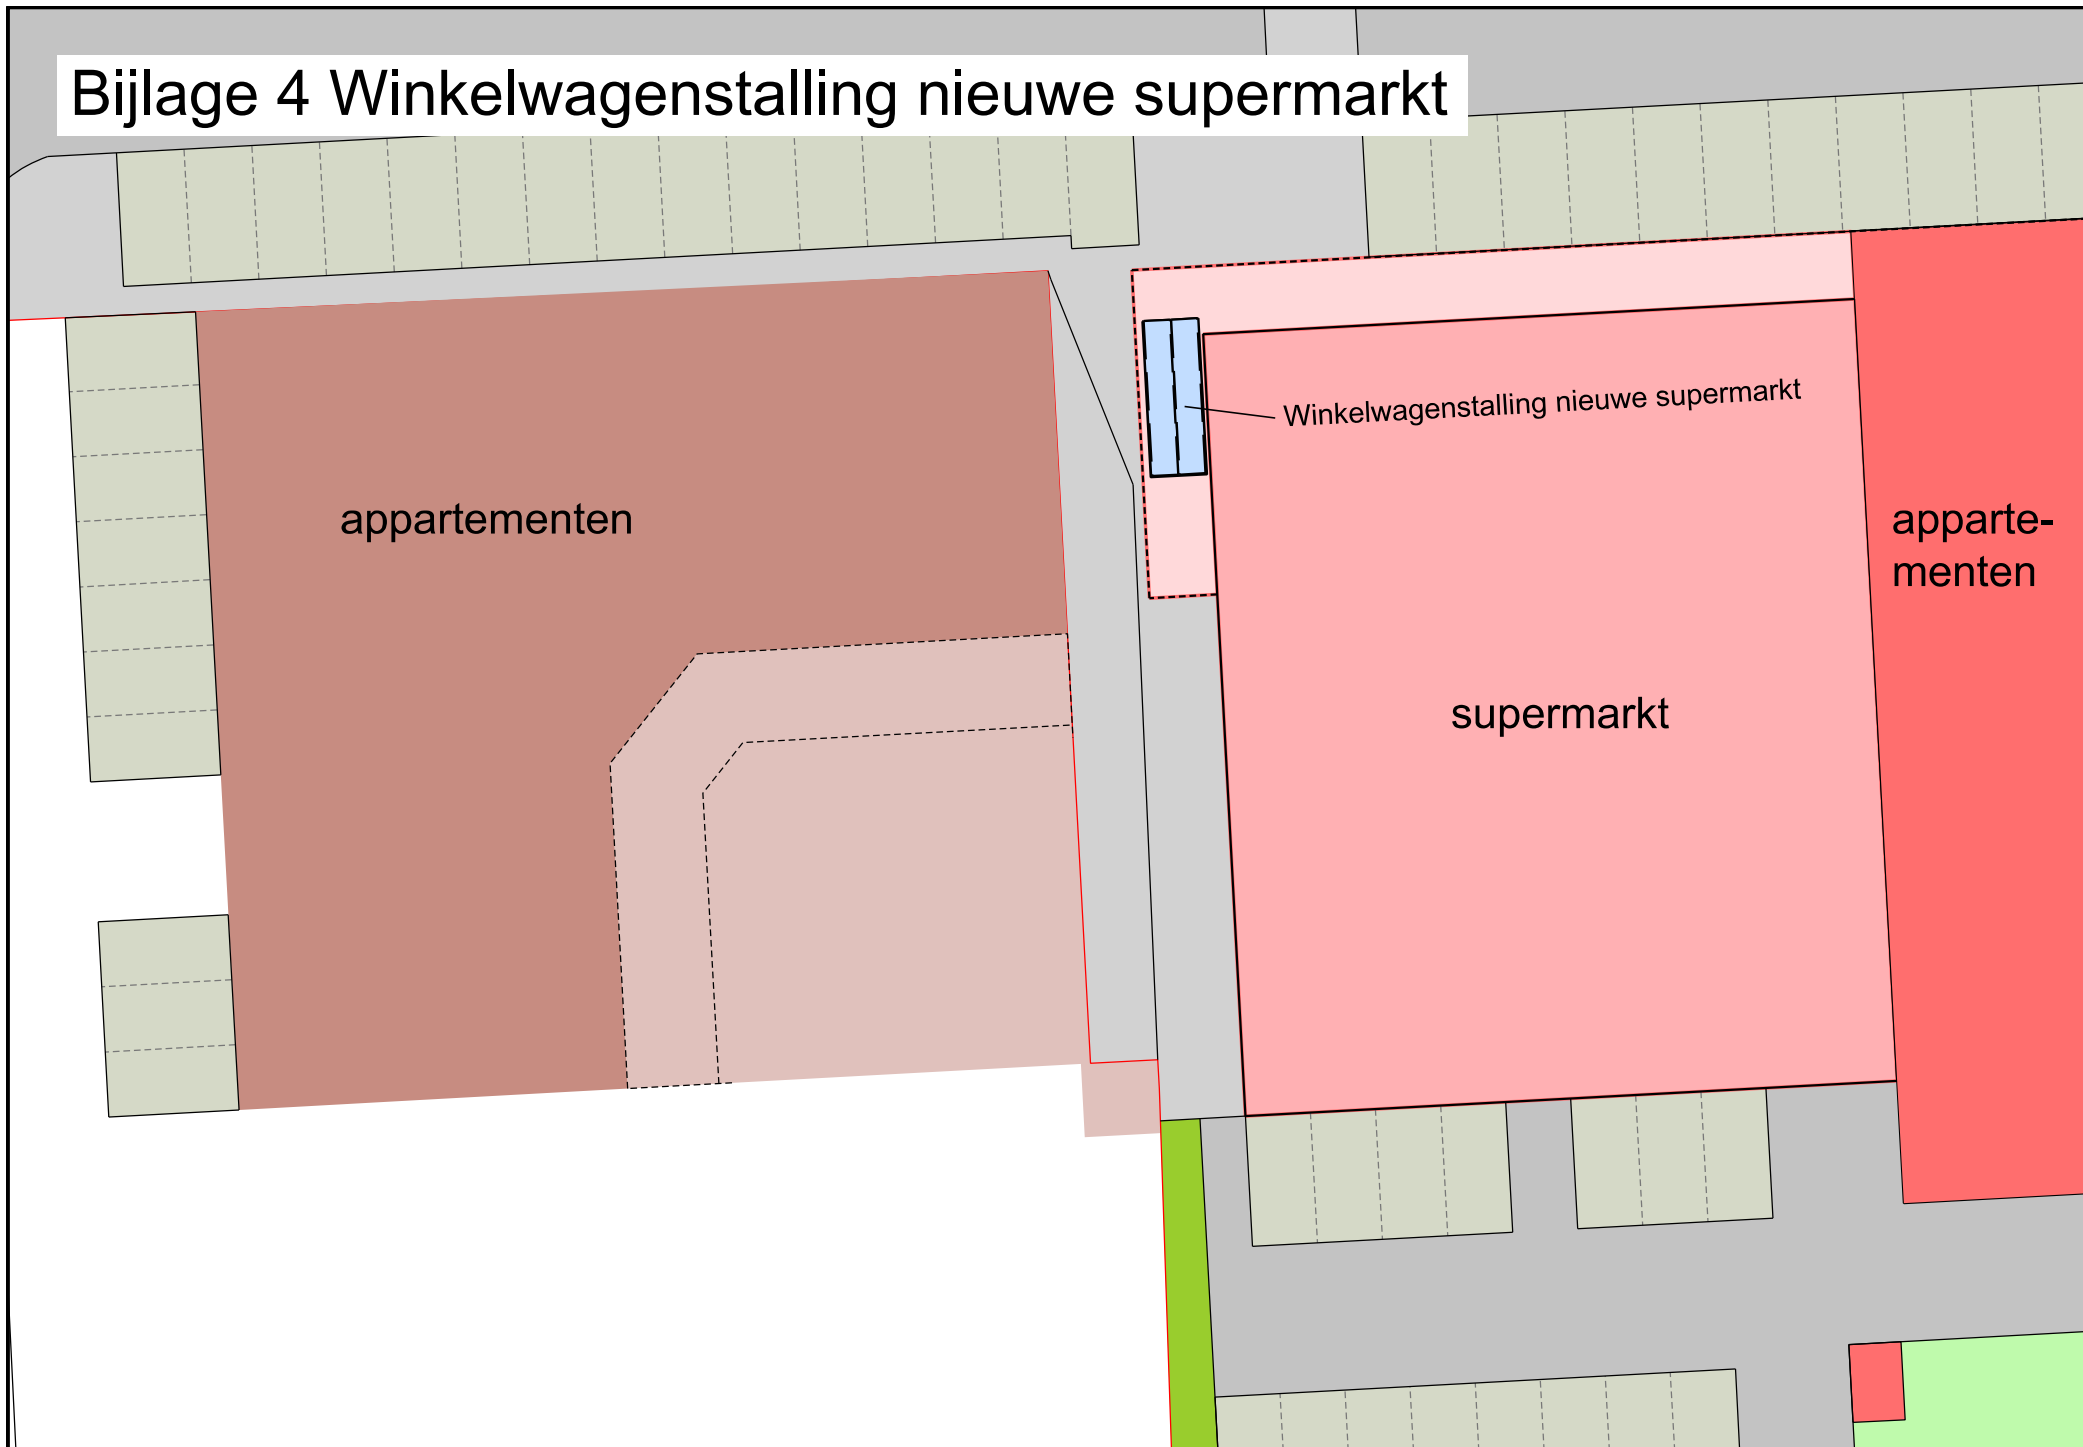 Bijlage 4 Winkelwagenstalling nieuwe supermarkt
Winkelwagenstalling nieuwe supermarkt
appartementen
apparte-
menten
supermarkt